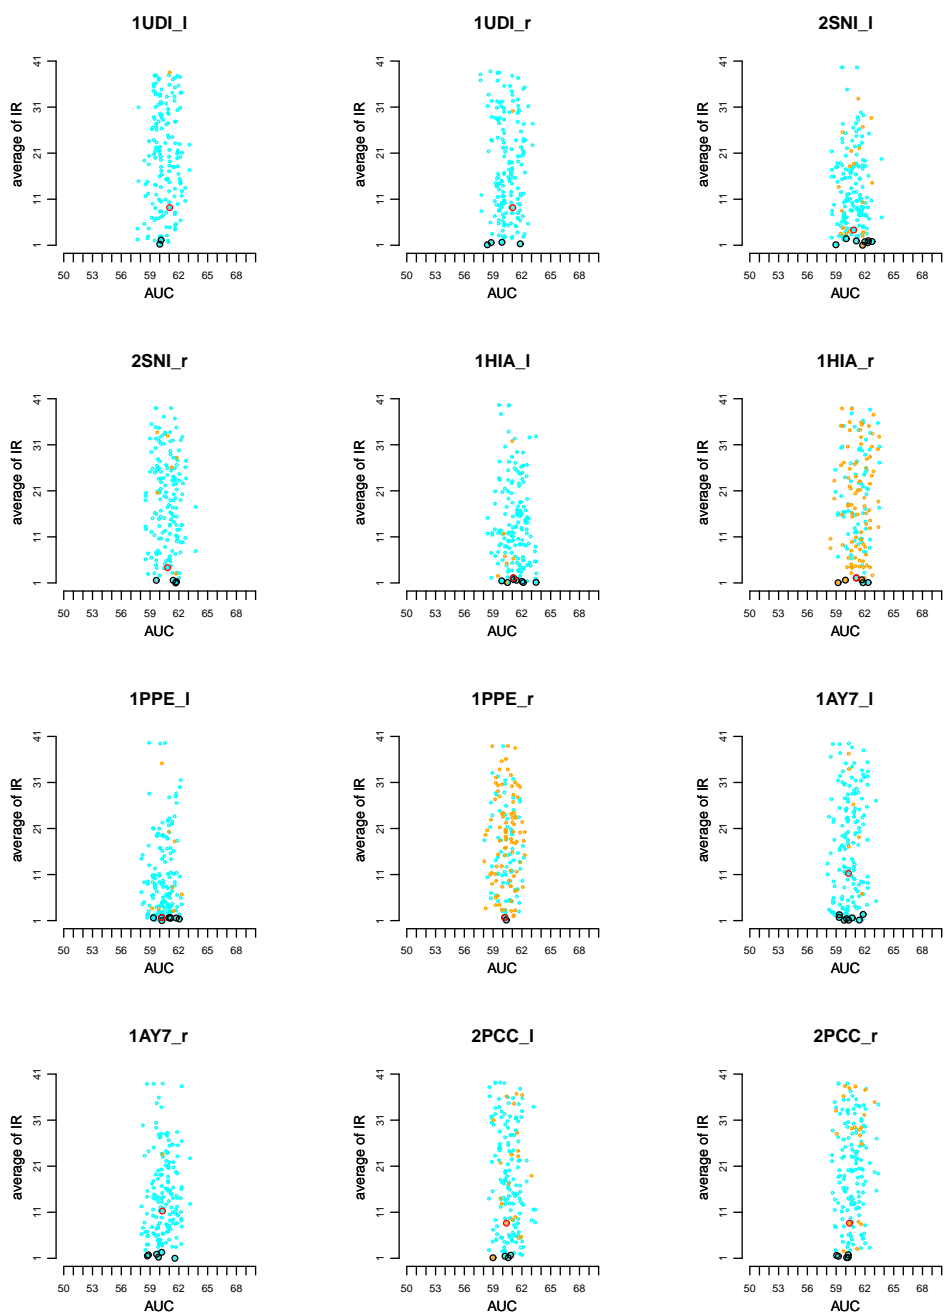 1UDI_l 1UDI_r 2SNI_l
average of IR 1 11 21 31 41 average of IR 1 11 21 31 41 average of IR 1 11 21 31 41
50 53 56 59 62 65 68 50 53 56 59 62 65 68 50 53 56 59 62 65 68
AUC AUC AUC
2SNI_r 1HIA_l 1HIA_r
average of IR 1 11 21 31 41 average of IR 1 11 21 31 41 average of IR 1 11 21 31 41
50 53 56 59 62 65 68 50 53 56 59 62 65 68 50 53 56 59 62 65 68
AUC AUC AUC
1PPE_l 1PPE_r 1AY7_l
average of IR 1 11 21 31 41 average of IR 1 11 21 31 41 average of IR 1 11 21 31 41
50 53 56 59 62 65 68 50 53 56 59 62 65 68 50 53 56 59 62 65 68
AUC AUC AUC
1AY7_r 2PCC_l 2PCC_r
average of IR 1 11 21 31 41 average of IR 1 11 21 31 41 average of IR 1 11 21 31 41
50 53 56 59 62 65 68 50 53 56 59 62 65 68 50 53 56 59 62 65 68
AUC AUC AUC